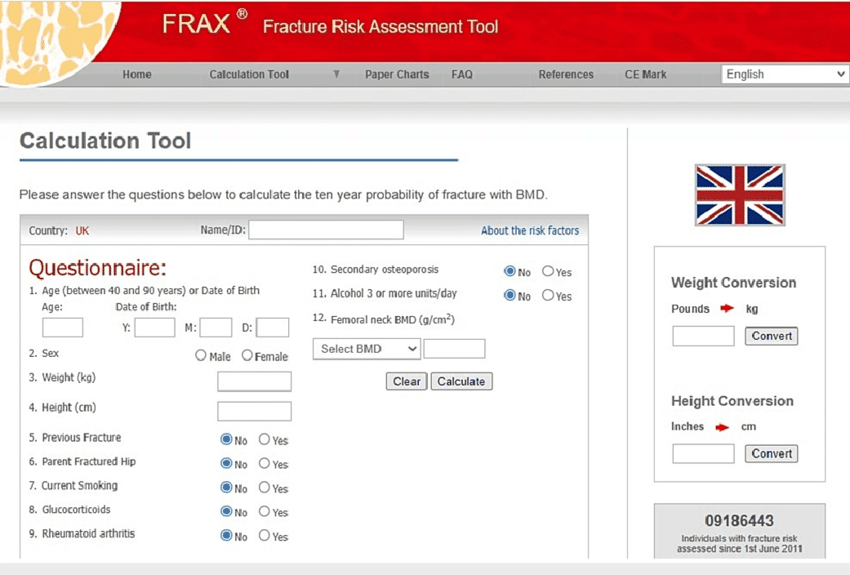 FRAX ® Fracture Risk Assessment Tool
Home Calculation Tool ▼ Paper Charts FAQ References CE Mark English
Calculation Tool
Please answer the questions below to calculate the ten year probability of fracture with BMD.
Country: UK Name/ID: About the risk factors
Questionnaire:
1. Age (between 40 and 90 years) or Date of Birth
Age: Date of Birth:
Y: M: D:
2. Sex Male Female
3. Weight (kg)
4. Height (cm)
5. Previous Fracture No Yes
6. Parent Fractured Hip No Yes
7. Current Smoking No Yes
8. Glucocorticoids No Yes
9. Rheumatoid arthritis No Yes
10. Secondary osteoporosis No Yes
11. Alcohol 3 or more units/day No Yes
12. Femoral neck BMD (g/cm²)
Select BMD
Clear Calculate
Weight Conversion
Pounds kg
Convert
Height Conversion
Inches cm
Convert
09186443
Individuals with fracture risk
assessed since 1st June 2011